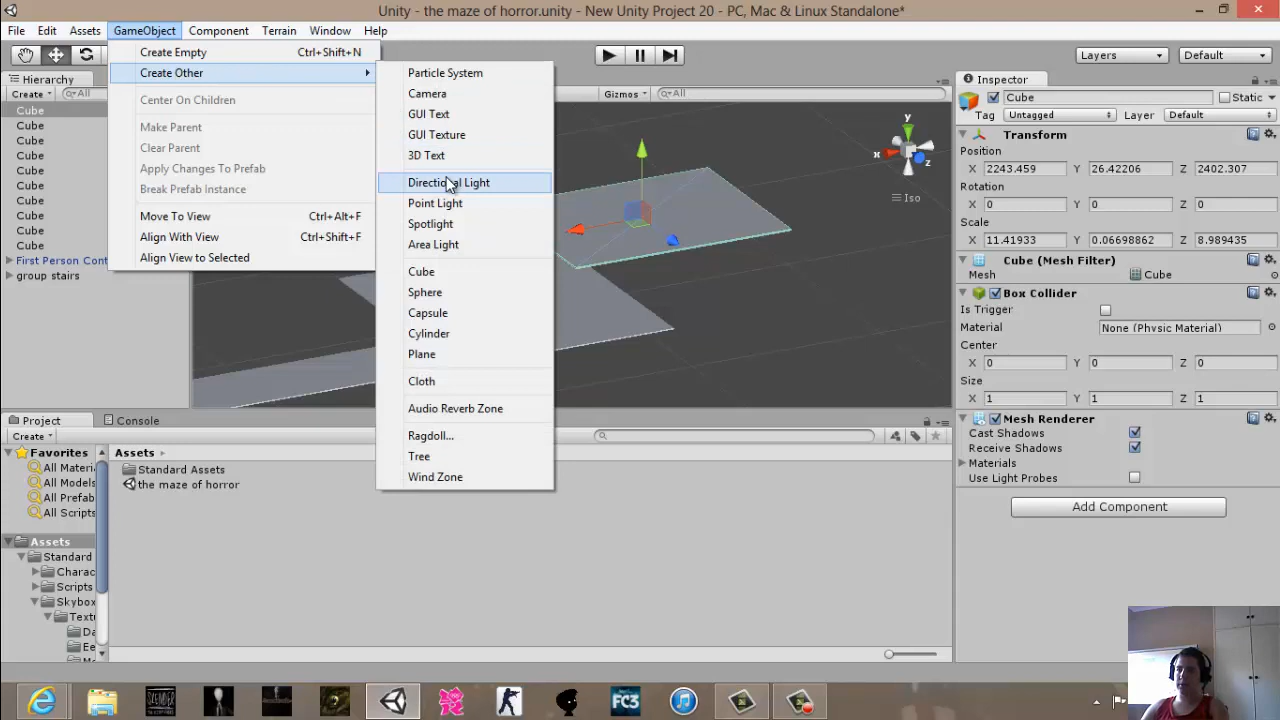 Unity - the maze of horror.unity - New Unity Project 20 - PC, Mac & Linux Standalone*
File Edit Assets GameObject Component Terrain Window Help
Layers Default
Hierarchy
Create All
Cube
Cube
Cube
Cube
Cube
Cube
Cube
Cube
Cube
Cube
First Person Cont
group stairs
Create Empty Ctrl+Shift+N
Create Other
Center On Children
Make Parent
Clear Parent
Apply Changes To Prefab
Break Prefab Instance
Move To View Ctrl+Alt+F
Align With View Ctrl+Shift+F
Align View to Selected
Particle System
Camera
GUI Text
GUI Texture
3D Text
Directional Light
Point Light
Spotlight
Area Light
Cube
Sphere
Capsule
Cylinder
Plane
Cloth
Audio Reverb Zone
Ragdoll...
Tree
Wind Zone
Gizmos All
y
x
z
Iso
Inspector
Cube Static
Tag Untagged Layer Default
Transform
Position
X 2243.459 Y 26.42206 Z 2402.307
Rotation
X 0 Y 0 Z 0
Scale
X 11.41933 Y 0.06698862 Z 8.989435
Cube (Mesh Filter)
Mesh Cube
Box Collider
Is Trigger
Material None (Physic Material)
Center
X 0 Y 0 Z 0
Size
X 1 Y 1 Z 1
Mesh Renderer
Cast Shadows
Receive Shadows
Materials
Use Light Probes
Add Component
Project Console
Create
Favorites
All Materi
All Models
All Prefab
All Scripts
Assets
Standard
Charac
Scripts
Skybox
Textu
Da
Ee
Assets
Standard Assets
the maze of horror
SLENDER
FC3